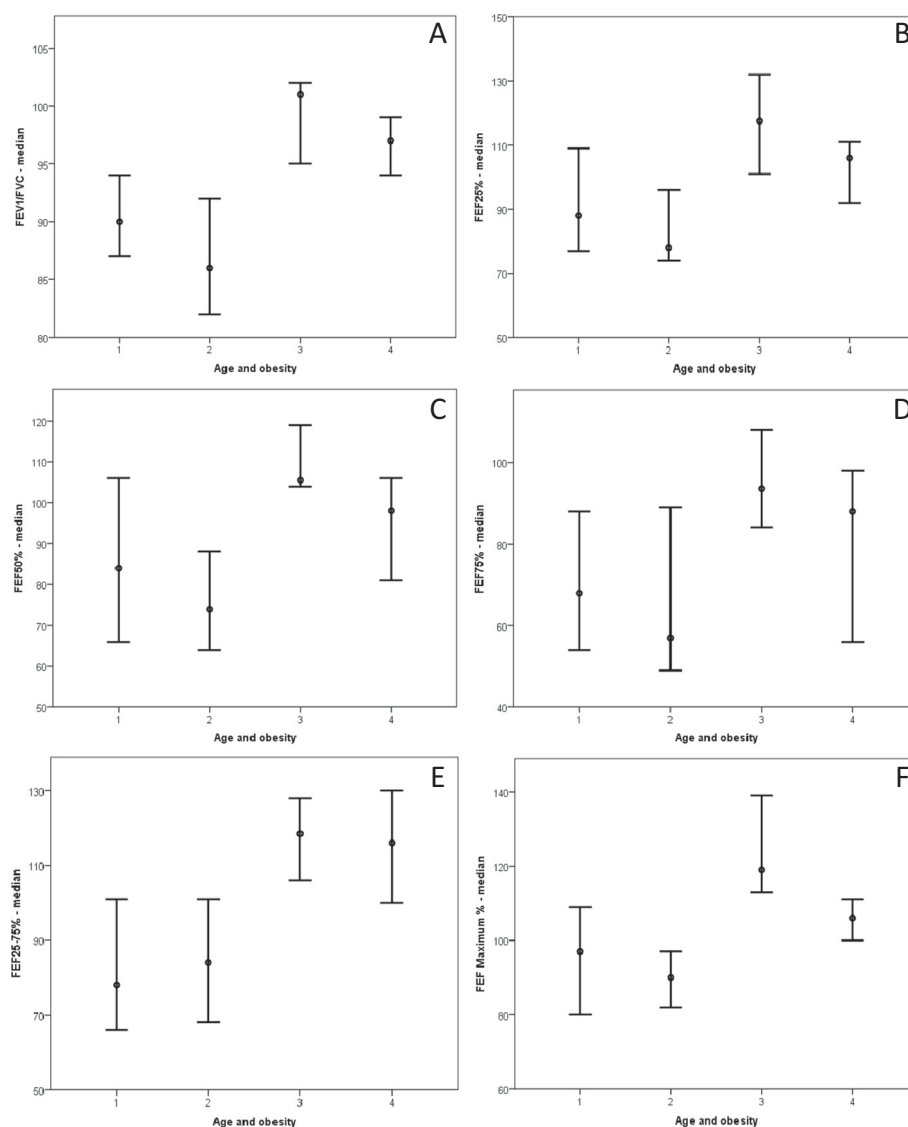 A
FEV1/FVC - median
105
100
95
90
85
80
1 2 3 4
Age and obesity
B
FEF25% - median
150
130
110
90
70
50
1 2 3 4
Age and obesity
C
FEF50% - median
120
110
100
90
80
70
60
50
1 2 3 4
Age and obesity
D
FEF75% - median
100
80
60
40
1 2 3 4
Age and obesity
E
FEF25-75% - median
130
110
90
70
50
1 2 3 4
Age and obesity
F
FEF Maximum % - median
140
120
100
80
60
1 2 3 4
Age and obesity